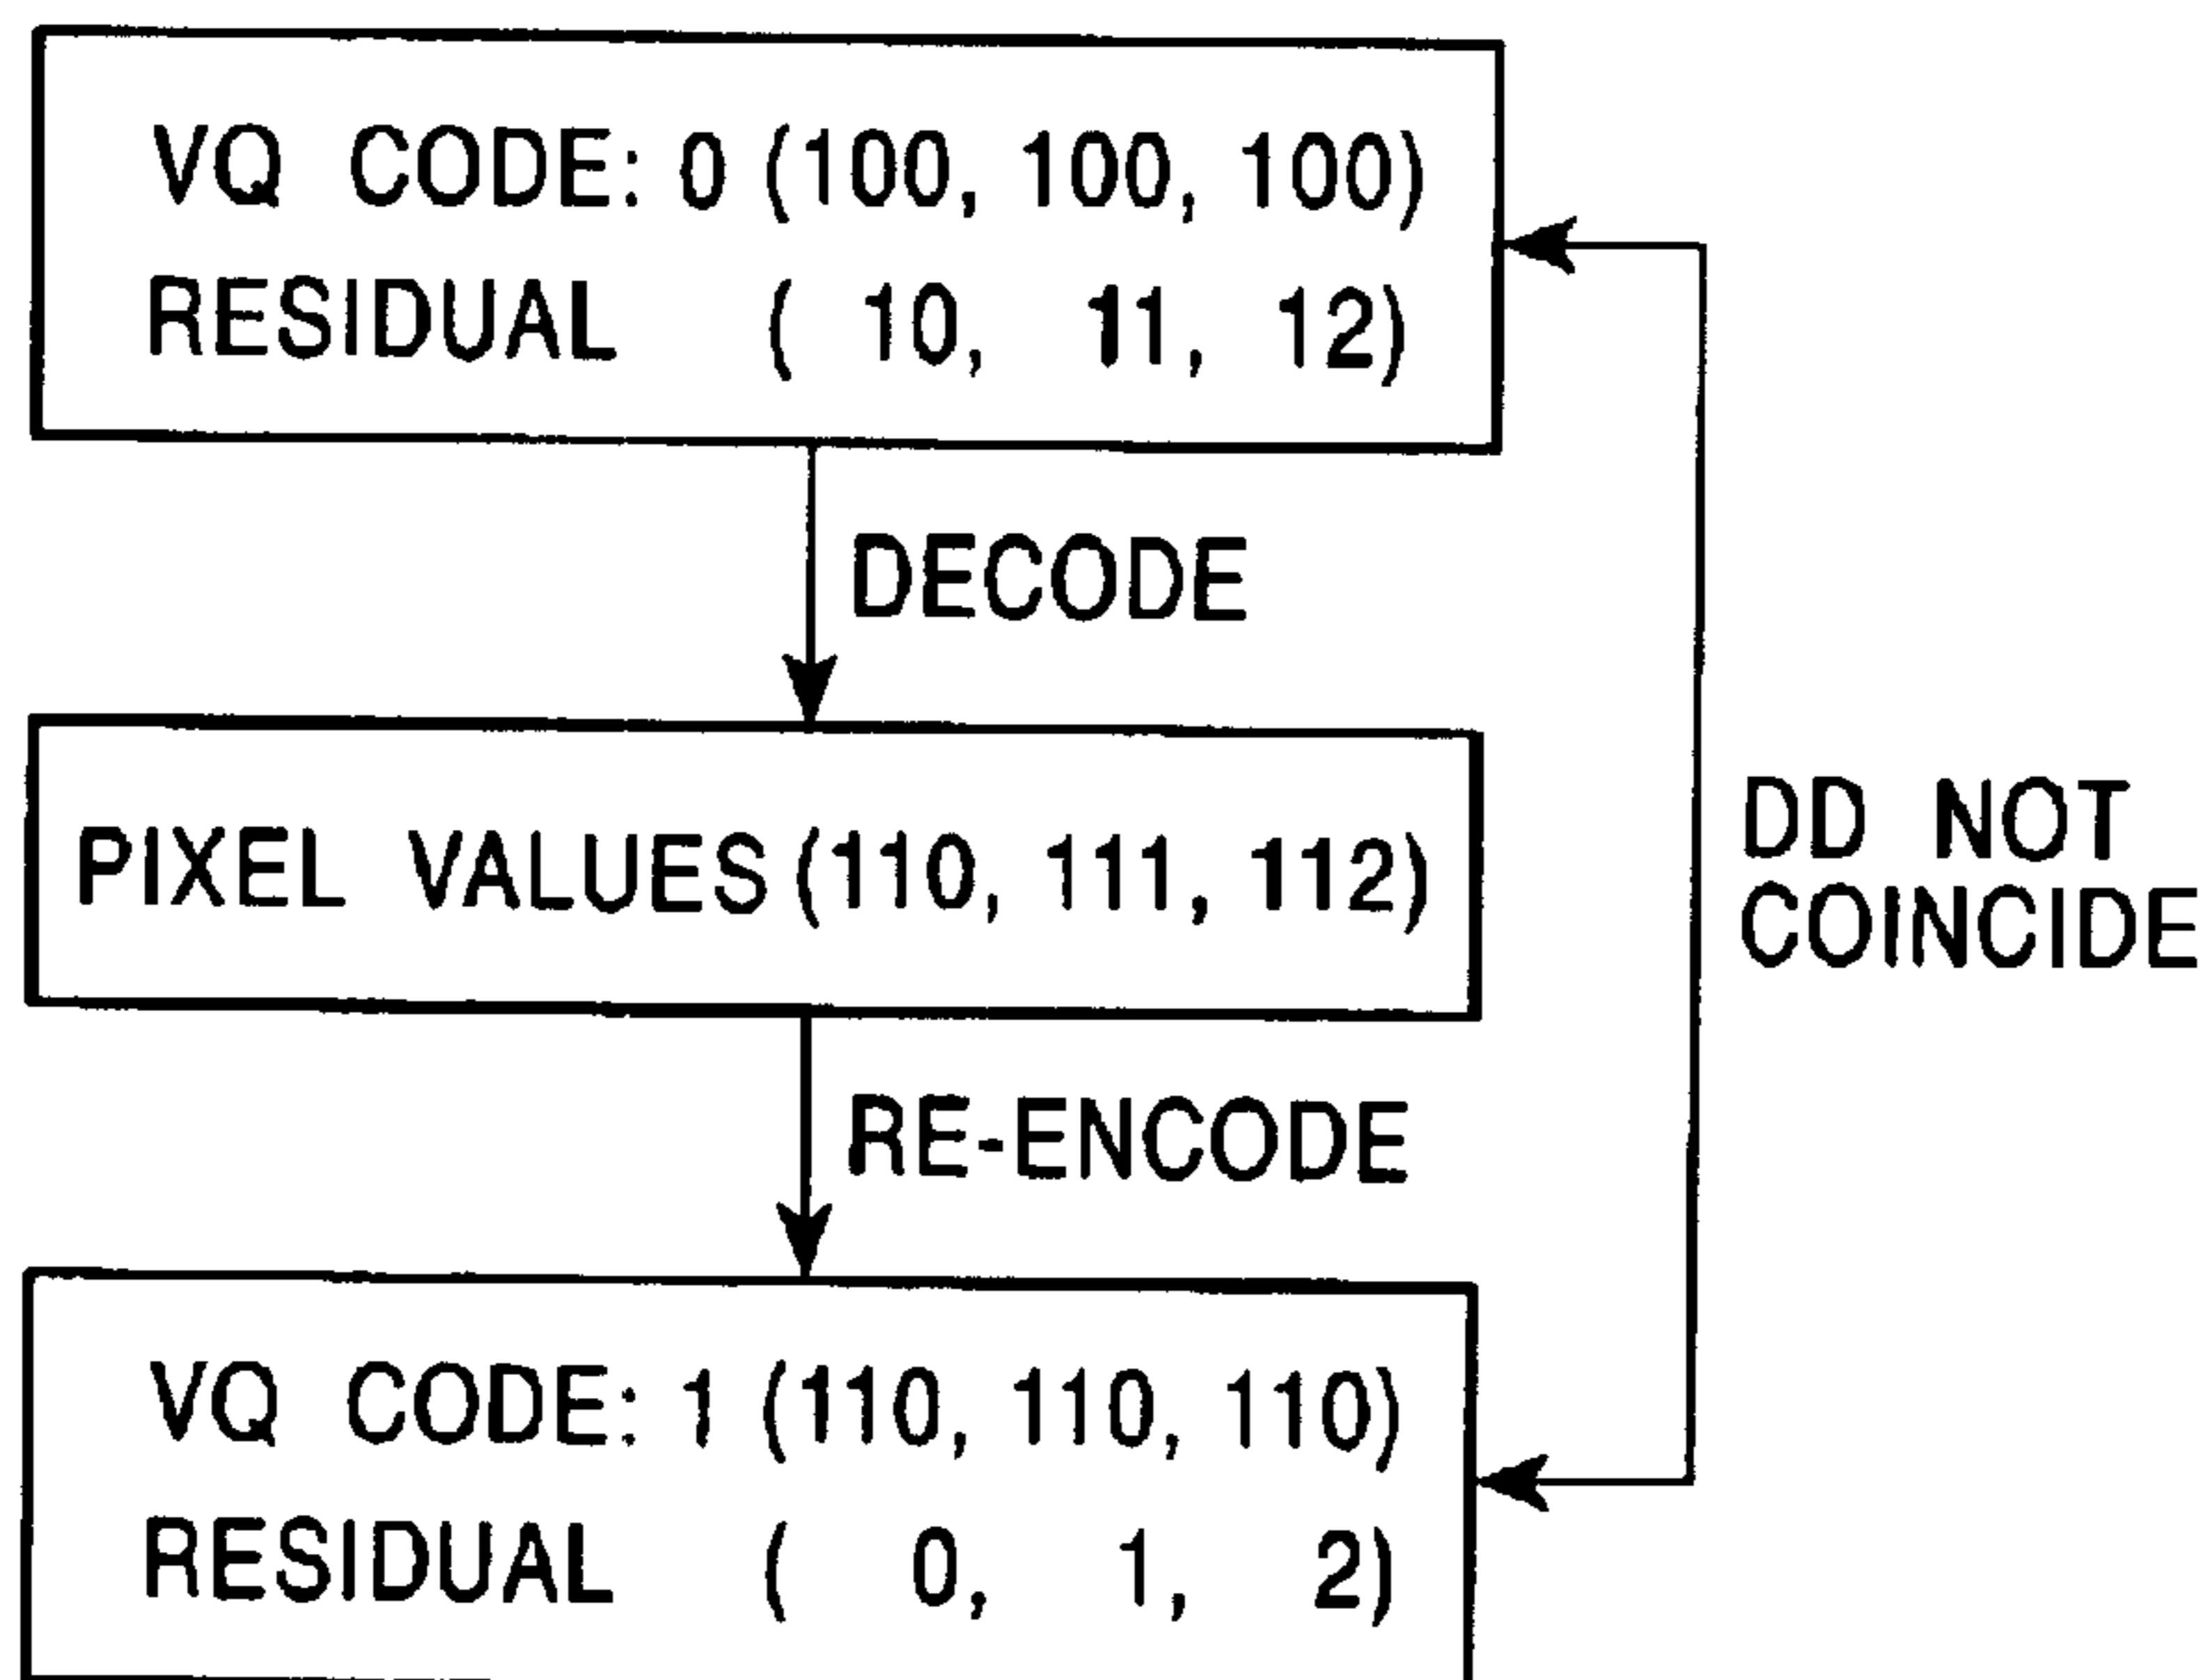 VQ CODE: 0 (100, 100, 100)
RESIDUAL ( 10, 11, 12)
DECODE
PIXEL VALUES (110, 111, 112)
DD NOT
COINCIDE
RE-ENCODE
VQ CODE: 1 (110, 110, 110)
RESIDUAL ( 0, 1, 2)